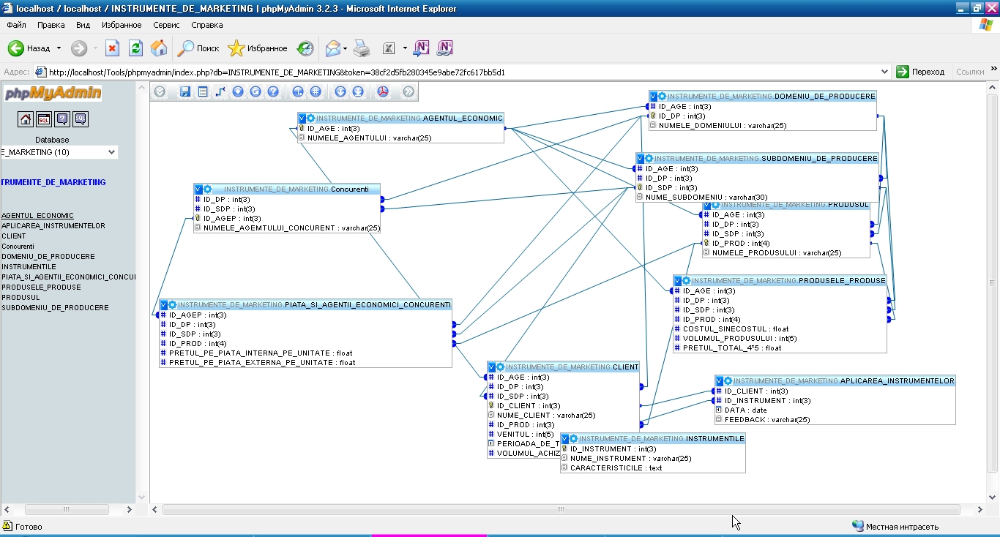 localhost / localhost / INSTRUMENTE_DE_MARKETING | phpMyAdmin 3.2.3 - Microsoft Internet Explorer
Файл Правка Вид Избранное Сервис Справка
Назад Поиск Избранное
Адрес: http://localhost/Tools/phpmyadmin/index.php?db=INSTRUMENTE_DE_MARKETING&token=38cf2d5fb280345e9abe72fc617bb5d1 Переход Ссылки
phpMyAdmin
SQL
Database
E_MARKETING (10)
TRUMENTE_DE_MARKETING
AGENTUL_ECONOMIC
APLICAREA_INSTRUMENTELOR
CLIENT
Concurenti
DOMENIU_DE_PRODUCERE
INSTRUMENTILE
PIATA_SI_AGENTII_ECONOMICI_CONCU
PRODUSELE_PRODUSE
PRODUSUL
SUBDOMENIU_DE_PRODUCERE
INSTRUMENTE_DE_MARKETING.AGENTUL_ECONOMIC
ID_AGE : int(3)
NUMELE_AGENTULUI : varchar(25)
INSTRUMENTE_DE_MARKETING.DOMENIU_DE_PRODUCERE
ID_AGE : int(3)
ID_DP : int(3)
NUMELE_DOMENIULUI : varchar(25)
INSTRUMENTE_DE_MARKETING.SUBDOMENIU_DE_PRODUCERE
ID_AGE : int(3)
ID_DP : int(3)
ID_SDP : int(3)
NUME_SUBDOMENIU : varchar(30)
INSTRUMENTE_DE_MARKETING.Concurenti
ID_DP : int(3)
ID_SDP : int(3)
ID_AGEP : int(3)
NUMELE_AGEMTULUI_CONCURENT : varchar(25)
INSTRUMENTE_DE_MARKETING.PRODUSUL
ID_AGE : int(3)
ID_DP : int(3)
ID_SDP : int(3)
ID_PROD : int(4)
NUMELE_PRODUSULUI : varchar(25)
INSTRUMENTE_DE_MARKETING.PRODUSELE_PRODUSE
ID_AGE : int(3)
ID_DP : int(3)
ID_SDP : int(3)
ID_PROD : int(4)
COSTUL_SINECOSTUL : float
VOLUMUL_PRODUSULUI : int(5)
PRETUL_TOTAL_4*5 : float
INSTRUMENTE_DE_MARKETING.PIATA_SI_AGENTII_ECONOMICI_CONCURENTI
ID_AGEP : int(3)
ID_DP : int(3)
ID_SDP : int(3)
ID_PROD : int(4)
PRETUL_PE_PIATA_INTERNA_PE_UNITATE : float
PRETUL_PE_PIATA_EXTERNA_PE_UNITATE : float
INSTRUMENTE_DE_MARKETING.CLIENT
ID_AGE : int(3)
ID_DP : int(3)
ID_SDP : int(3)
ID_CLIENT : int(3)
NUME_CLIENT : varchar(25)
ID_PROD : int(3)
VENITUL : int(5)
PERIOADA_DE_T
VOLUMUL_ACHIZ
INSTRUMENTE_DE_MARKETING.APLICAREA_INSTRUMENTELOR
ID_CLIENT : int(3)
ID_INSTRUMENT : int(3)
DATA : date
FEEDBACK : varchar(25)
INSTRUMENTE_DE_MARKETING.INSTRUMENTILE
ID_INSTRUMENT : int(3)
NUME_INSTRUMENT : varchar(25)
CARACTERISTICILE : text
Готово Местная интрасеть